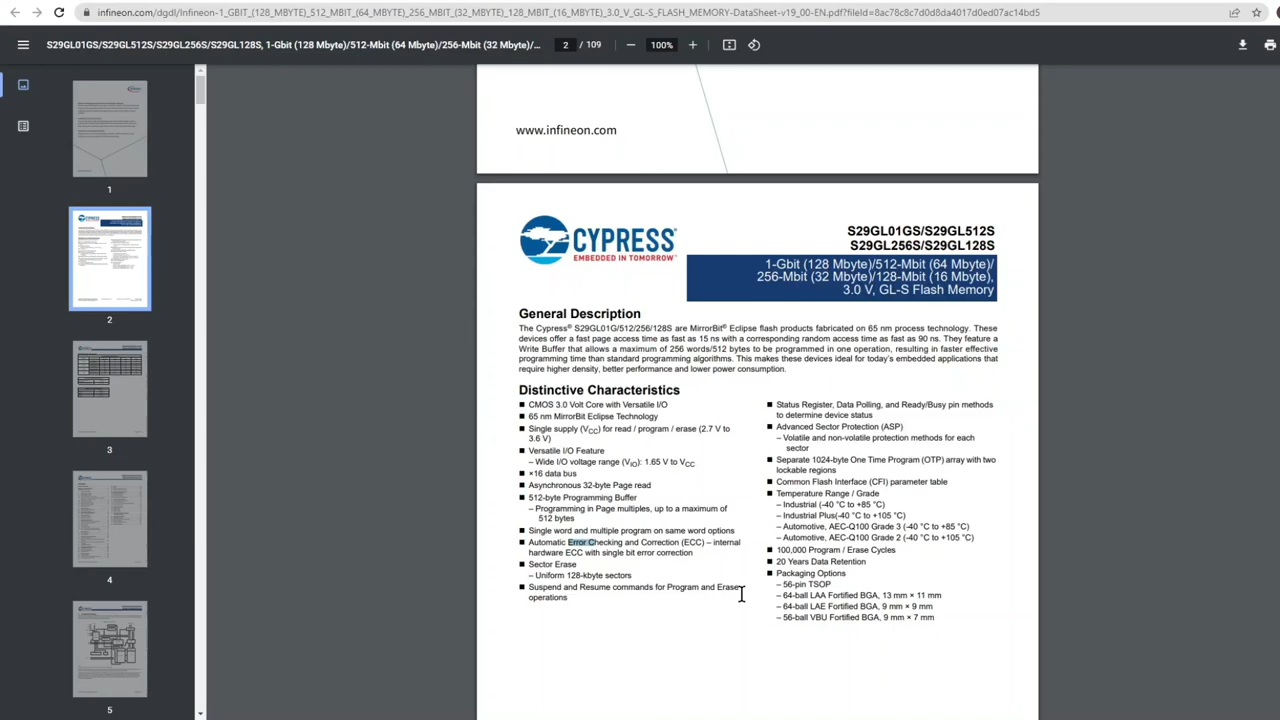 infineon.com/dgdl/Infineon-1_GBIT_(128_MBYTE)_512_MBIT_(64_MBYTE)_256_MBIT_(32_MBYTE)_128_MBIT_(16_MBYTE)_3.0_V_GL-S_FLASH_MEMORY-DataSheet-v19_00-EN.pdf?fileId=8ac78c8c7d0d8da4017d0ed07ac14bd5
S29GL01GS/S29GL512S/S29GL256S/S29GL128S, 1-Gbit (128 Mbyte)/512-Mbit (64 Mbyte)/256-Mbit (32 Mbyte)/...
2 / 109
100%
1
2
3
4
5
www.infineon.com
CYPRESS®
EMBEDDED IN TOMORROW™
S29GL01GS/S29GL512S
S29GL256S/S29GL128S
1-Gbit (128 Mbyte)/512-Mbit (64 Mbyte)/
256-Mbit (32 Mbyte)/128-Mbit (16 Mbyte),
3.0 V, GL-S Flash Memory
General Description
The Cypress® S29GL01G/512/256/128S are MirrorBit® Eclipse flash products fabricated on 65 nm process technology. These
devices offer a fast page access time as fast as 15 ns with a corresponding random access time as fast as 90 ns. They feature a
Write Buffer that allows a maximum of 256 words/512 bytes to be programmed in one operation, resulting in faster effective
programming time than standard programming algorithms. This makes these devices ideal for today's embedded applications that
require higher density, better performance and lower power consumption.
Distinctive Characteristics
■ CMOS 3.0 Volt Core with Versatile I/O
■ 65 nm MirrorBit Eclipse Technology
■ Single supply (VCC) for read / program / erase (2.7 V to
3.6 V)
■ Versatile I/O Feature
– Wide I/O voltage range (VIO): 1.65 V to VCC
■ ×16 data bus
■ Asynchronous 32-byte Page read
■ 512-byte Programming Buffer
– Programming in Page multiples, up to a maximum of
512 bytes
■ Single word and multiple program on same word options
■ Automatic Error Checking and Correction (ECC) – internal
hardware ECC with single bit error correction
■ Sector Erase
– Uniform 128-kbyte sectors
■ Suspend and Resume commands for Program and Erase
operations
■ Status Register, Data Polling, and Ready/Busy pin methods
to determine device status
■ Advanced Sector Protection (ASP)
– Volatile and non-volatile protection methods for each
sector
■ Separate 1024-byte One Time Program (OTP) array with two
lockable regions
■ Common Flash Interface (CFI) parameter table
■ Temperature Range / Grade
– Industrial (-40 °C to +85 °C)
– Industrial Plus(-40 °C to +105 °C)
– Automotive, AEC-Q100 Grade 3 (-40 °C to +85 °C)
– Automotive, AEC-Q100 Grade 2 (-40 °C to +105 °C)
■ 100,000 Program / Erase Cycles
■ 20 Years Data Retention
■ Packaging Options
– 56-pin TSOP
– 64-ball LAA Fortified BGA, 13 mm × 11 mm
– 64-ball LAE Fortified BGA, 9 mm × 9 mm
– 56-ball VBU Fortified BGA, 9 mm × 7 mm